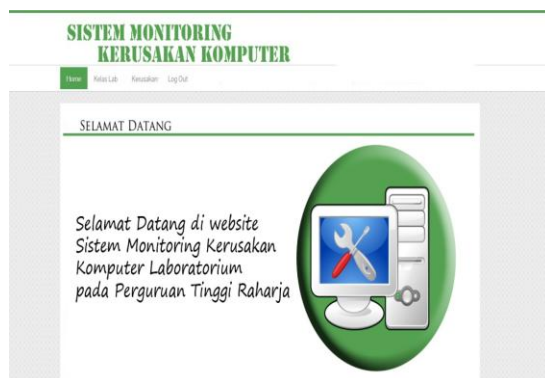 SISTEM MONITORING
KERUSAKAN KOMPUTER
Home Kelas Lab Kerusakan Log Out
SELAMAT DATANG
Selamat Datang di website
Sistem Monitoring Kerusakan
Komputer Laboratorium
pada Perguruan Tinggi Raharja